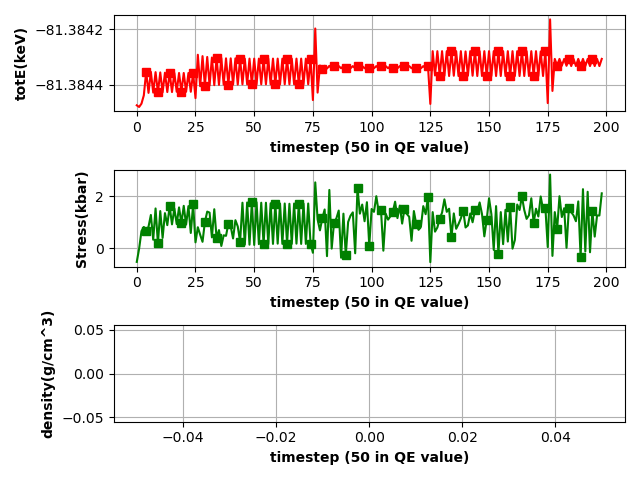 −81.3842
−81.3844
totE(keV)
0 25 50 75 100 125 150 175 200
timestep (50 in QE value)
2
0
Stress(kbar)
0 25 50 75 100 125 150 175 200
timestep (50 in QE value)
0.05
0.00
−0.05
density(g/cm^3)
−0.04 −0.02 0.00 0.02 0.04
timestep (50 in QE value)